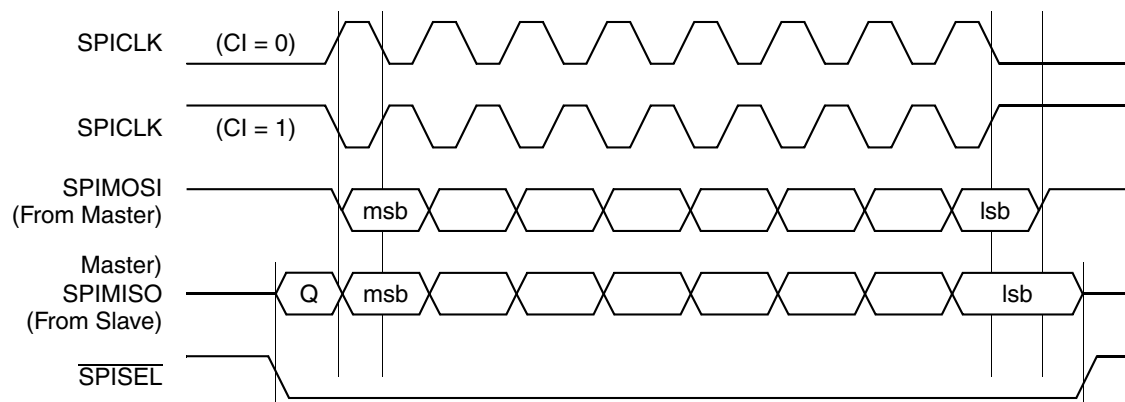 SPICLK (CI = 0)
SPICLK (CI = 1)
SPIMOSI
(From Master)
msb
lsb
Master)
SPIMISO
(From Slave)
Q
msb
lsb
SPISEL